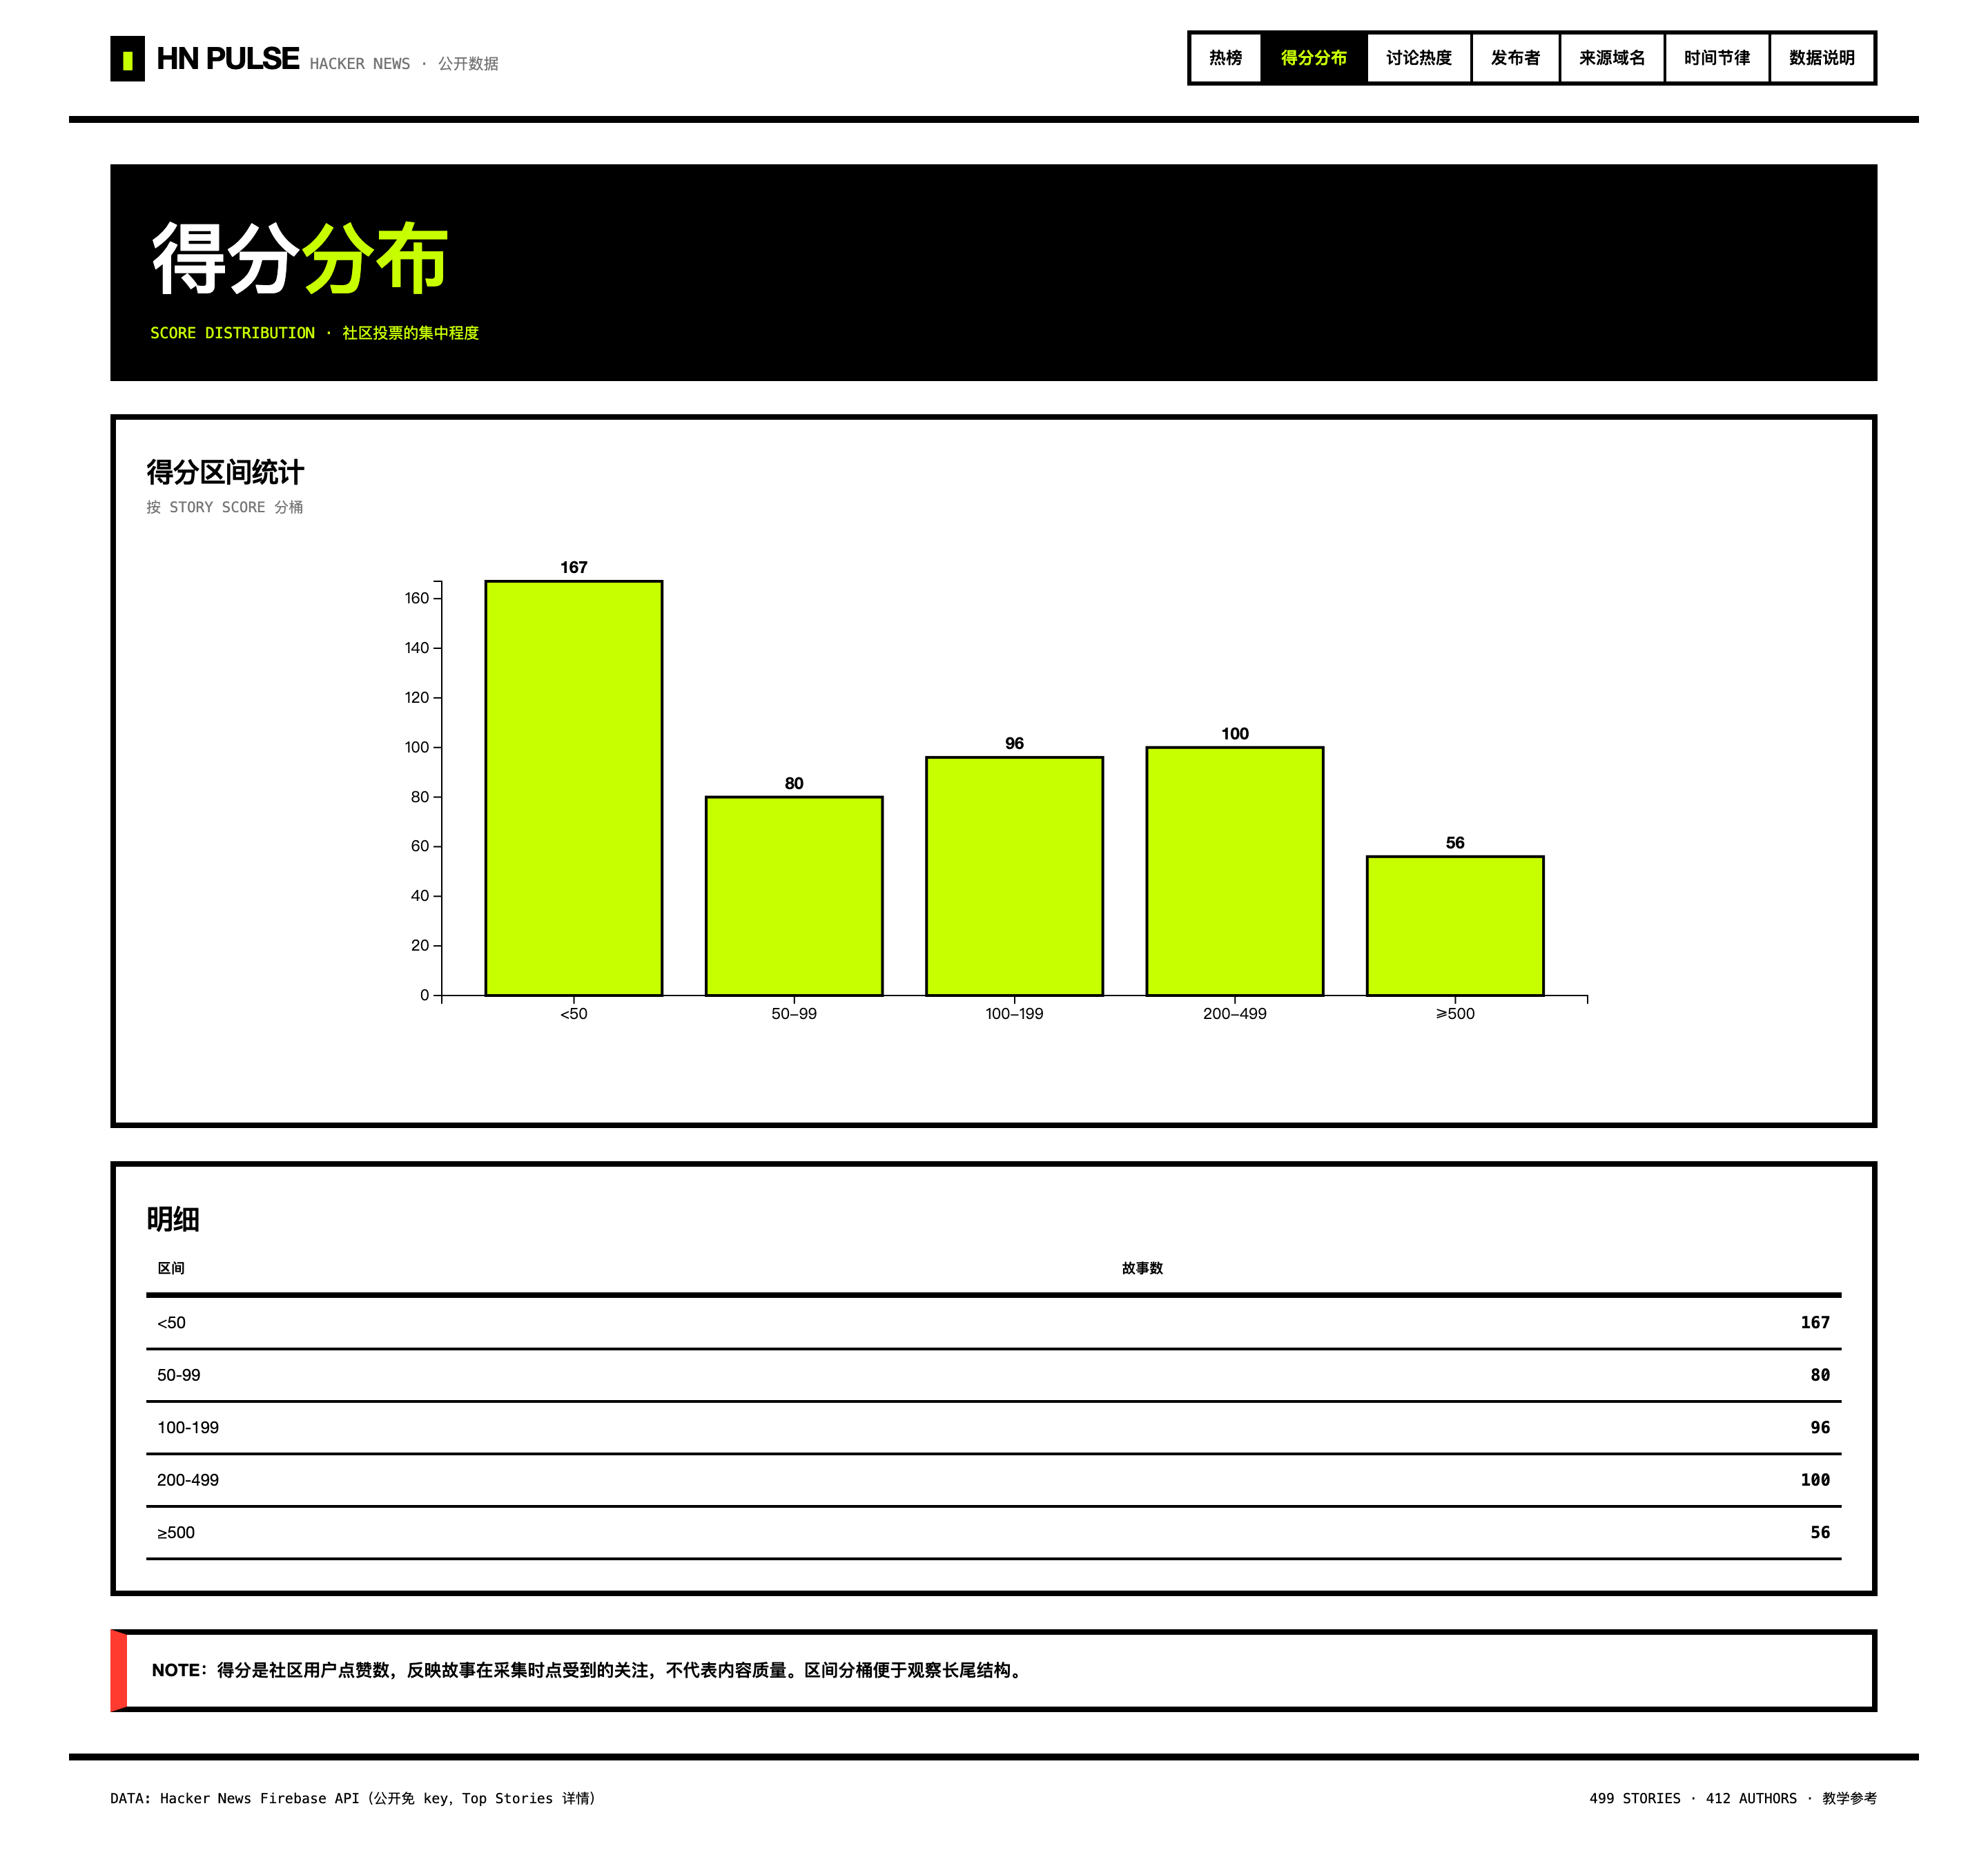 HN PULSE HACKER NEWS · 公开数据
热榜 得分分布 讨论热度 发布者 来源域名 时间节律 数据说明
得分分布
SCORE DISTRIBUTION · 社区投票的集中程度
得分区间统计
按 STORY SCORE 分桶
167
80
96
100
56
160
140
120
100
80
60
40
20
0
<50 50–99 100–199 200–499 ≥500
明细
区间 故事数
<50 167
50-99 80
100-199 96
200-499 100
≥500 56
NOTE：得分是社区用户点赞数，反映故事在采集时点受到的关注，不代表内容质量。区间分桶便于观察长尾结构。
DATA: Hacker News Firebase API（公开免 key，Top Stories 详情）
499 STORIES · 412 AUTHORS · 教学参考